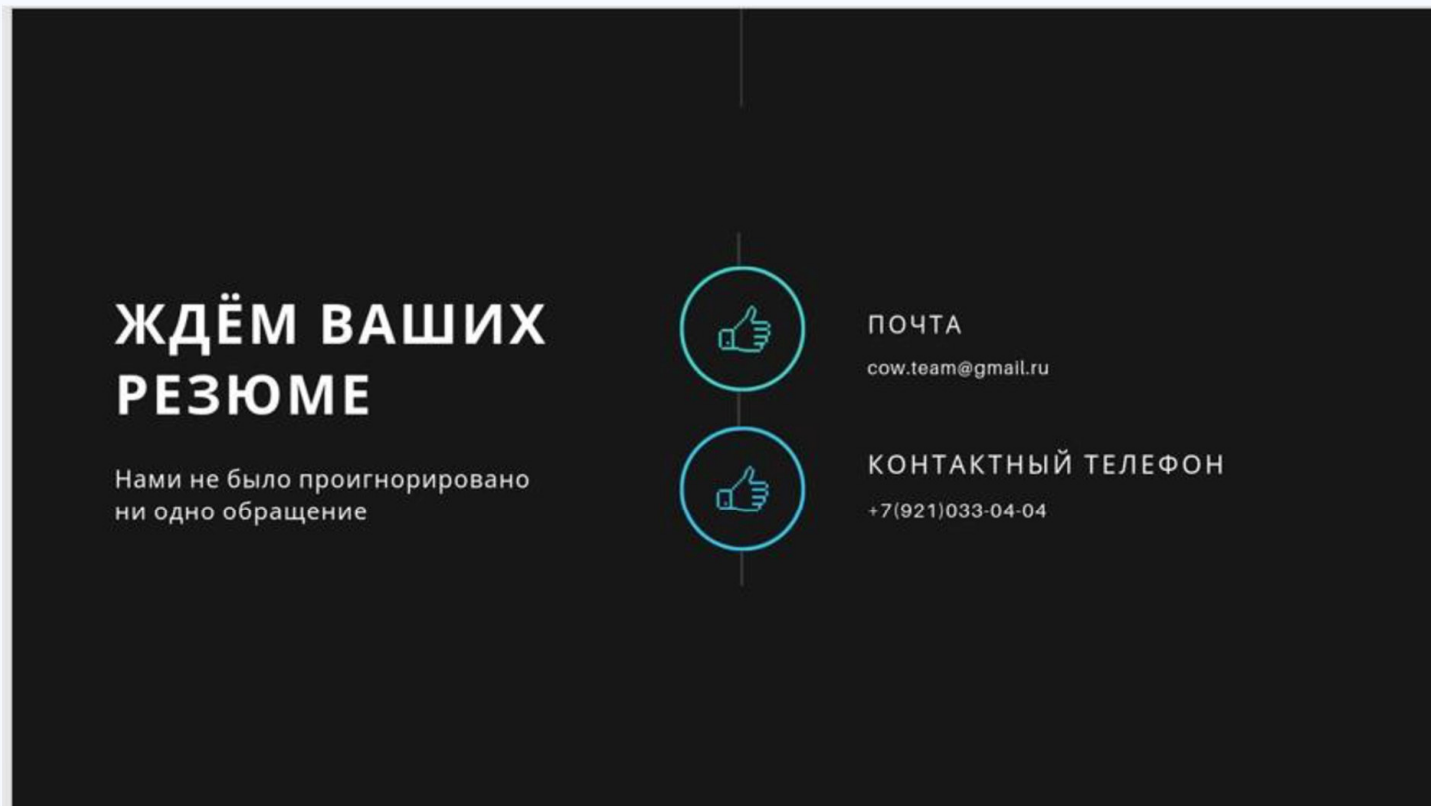 ЖДЁМ ВАШИХ
РЕЗЮМЕ
Нами не было проигнорировано
ни одно обращение
ПОЧТА
cow.team@gmail.ru
КОНТАКТНЫЙ ТЕЛЕФОН
+7(921)033-04-04